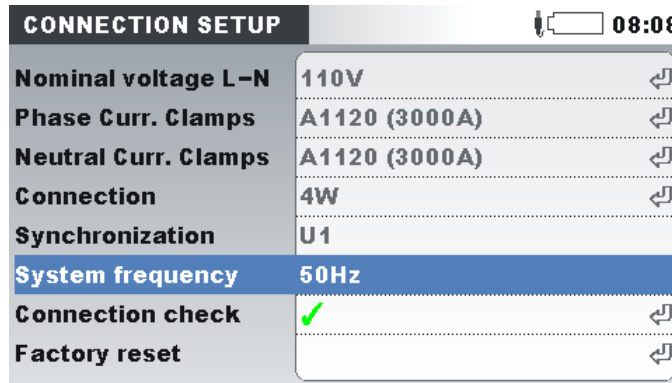 CONNECTION SETUP 08:08
Nominal voltage L-N 110V
Phase Curr. Clamps A1120 (3000A)
Neutral Curr. Clamps A1120 (3000A)
Connection 4W
Synchronization U1
System frequency 50Hz
Connection check ✓
Factory reset